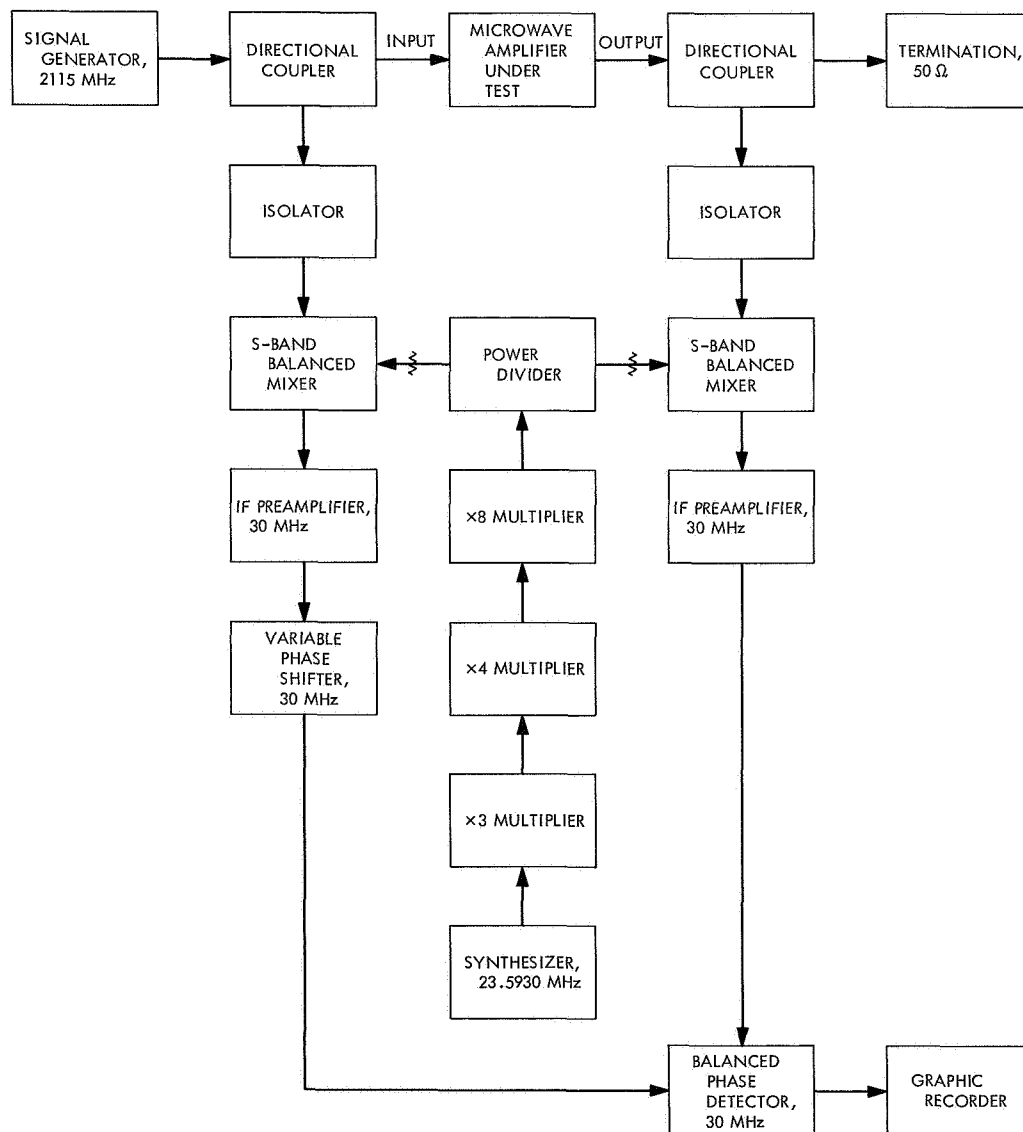 SIGNAL
GENERATOR,
2115 MHz
DIRECTIONAL
COUPLER
INPUT
MICROWAVE
AMPLIFIER
UNDER
TEST
OUTPUT
DIRECTIONAL
COUPLER
TERMINATION,
50 Ω
ISOLATOR
ISOLATOR
S-BAND
BALANCED
MIXER
POWER
DIVIDER
S-BAND
BALANCED
MIXER
IF PREAMPLIFIER,
30 MHz
×8 MULTIPLIER
IF PREAMPLIFIER,
30 MHz
VARIABLE
PHASE
SHIFTER,
30 MHz
×4 MULTIPLIER
×3 MULTIPLIER
SYNTHESIZER,
23.5930 MHz
BALANCED
PHASE
DETECTOR,
30 MHz
GRAPHIC
RECORDER